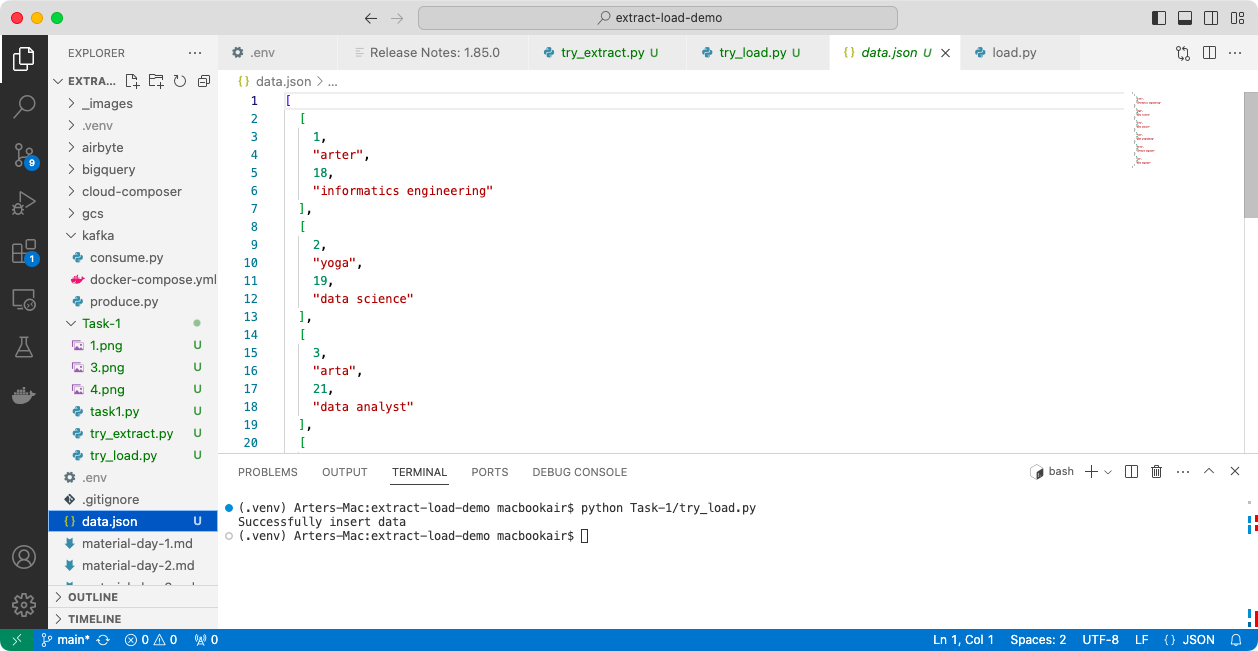 extract-load-demo
EXPLORER
.env
Release Notes: 1.85.0
try_extract.py U
try_load.py U
data.json U
load.py
EXTRA...
_images
.venv
airbyte
bigquery
cloud-composer
gcs
kafka
consume.py
docker-compose.yml
produce.py
Task-1
1.png U
3.png U
4.png U
task1.py U
try_extract.py U
try_load.py U
.env
.gitignore
data.json U
material-day-1.md
material-day-2.md
OUTLINE
TIMELINE
9
1
{} data.json > ...
1 [
2 [
3 1,
4 "arter",
5 18,
6 "informatics engineering"
7 ],
8 [
9 2,
10 "yoga",
11 19,
12 "data science"
13 ],
14 [
15 3,
16 "arta",
17 21,
18 "data analyst"
19 ],
20 [
PROBLEMS OUTPUT TERMINAL PORTS DEBUG CONSOLE
bash
(.venv) Arters-Mac:extract-load-demo macbookair$ python Task-1/try_load.py
Successfully insert data
(.venv) Arters-Mac:extract-load-demo macbookair$
main* 0 0 0
Ln 1, Col 1 Spaces: 2 UTF-8 LF {} JSON